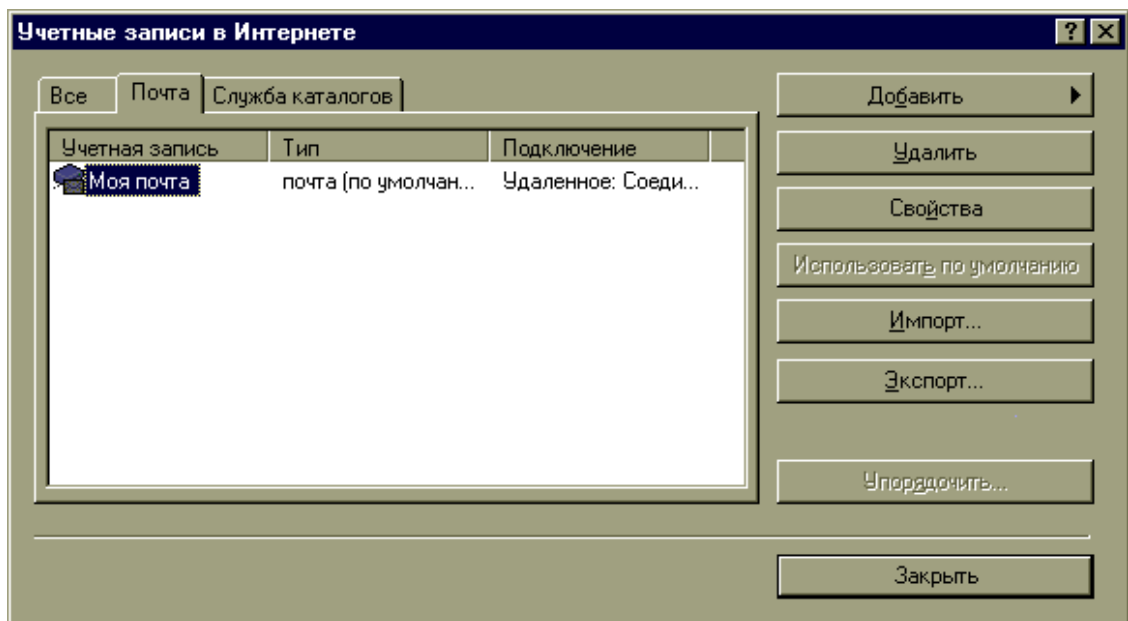 Учетные записи в Интернете
Все Почта Служба каталогов
Учетная запись Тип Подключение
Моя почта почта (по умолчан... Удаленное: Соеди...
Добавить
Удалить
Свойства
Использовать по умолчанию
Импорт...
Экспорт...
Упорядочить...
Закрыть